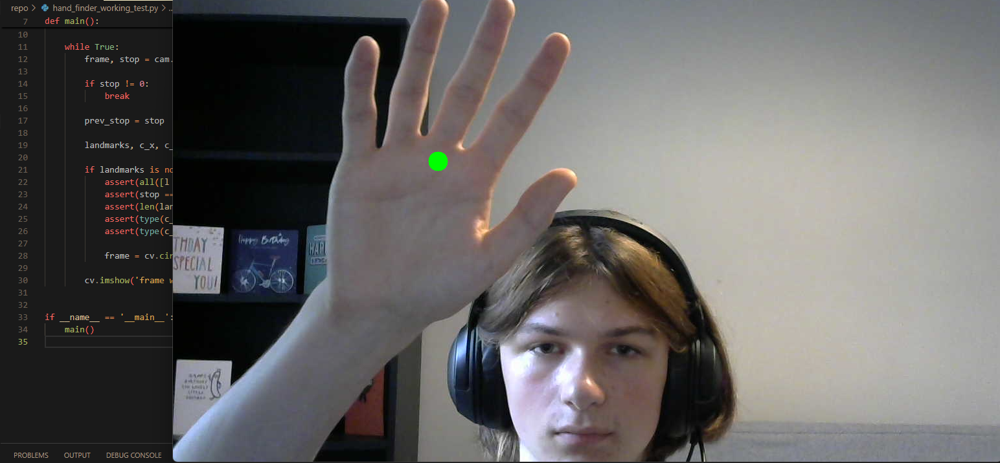 repo > hand_finder_working_test.py > ..
7 def main():
10
11 while True:
12 frame, stop = cam.
13
14 if stop != 0:
15 break
16
17 prev_stop = stop
18
19 landmarks, c_x, c_
20
21 if landmarks is no
22 assert(all([l
23 assert(stop ==
24 assert(len(lan
25 assert(type(c_
26 assert(type(c_
27
28 frame = cv.cir
29
30 cv.imshow('frame w
31
32
33 if __name__ == '__main__':
34 main()
35
THDAY
SPECIAL
YOU!
Happy Birthday
HAP
PROBLEMS OUTPUT DEBUG CONSOLE